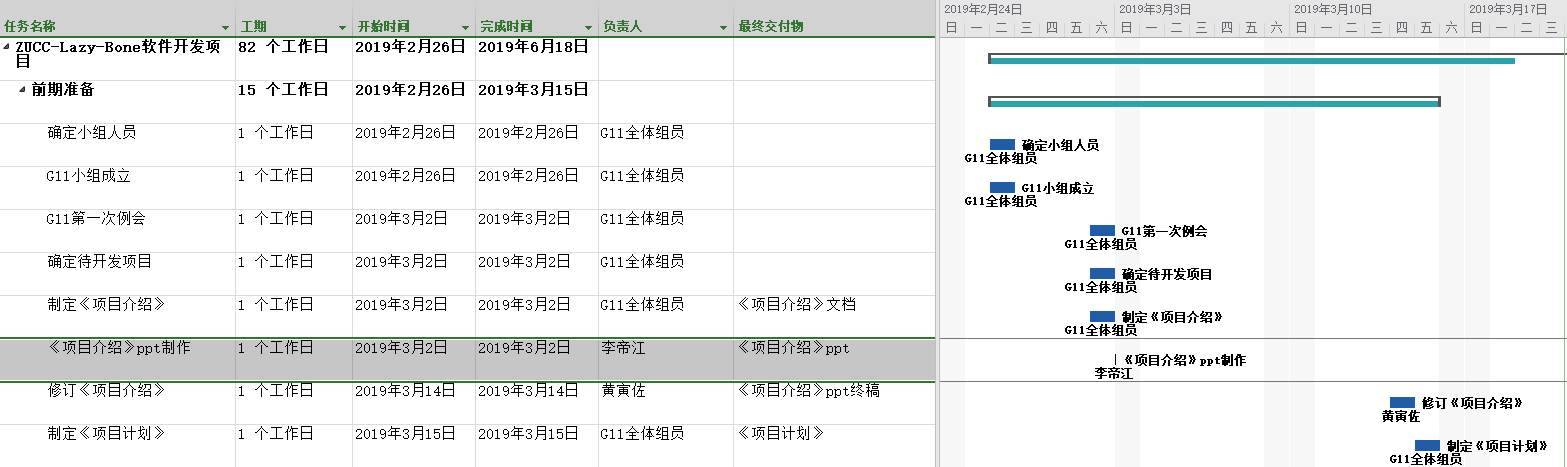 2019年2月24日 2019年3月3日 2019年3月10日 2019年3月17日
任务名称 工期 开始时间 完成时间 负责人 最终交付物 日 一 二 三 四 五 六 日 一 二 三 四 五 六 日 一 二 三 四 五 六 日 一 二 三
ZUCC-Lazy-Bone软件开发项 82 个工作日 2019年2月26日 2019年6月18日
目
前期准备 15 个工作日 2019年2月26日 2019年3月15日
确定小组人员 1 个工作日 2019年2月26日 2019年2月26日 G11全体组员
确定小组人员
G11全体组员
G11小组成立 1 个工作日 2019年2月26日 2019年2月26日 G11全体组员
G11小组成立
G11全体组员
G11第一次例会 1 个工作日 2019年3月2日 2019年3月2日 G11全体组员
G11第一次例会
G11全体组员
确定待开发项目 1 个工作日 2019年3月2日 2019年3月2日 G11全体组员
确定待开发项目
G11全体组员
制定《项目介绍》 1 个工作日 2019年3月2日 2019年3月2日 G11全体组员 《项目介绍》文档
制定《项目介绍》
G11全体组员
《项目介绍》ppt制作 1 个工作日 2019年3月2日 2019年3月2日 李帝江 《项目介绍》ppt
《项目介绍》ppt制作
李帝江
修订《项目介绍》 1 个工作日 2019年3月14日 2019年3月14日 黄寅佐 《项目介绍》ppt终稿
修订《项目介绍》
黄寅佐
制定《项目计划》 1 个工作日 2019年3月15日 2019年3月15日 G11全体组员 《项目计划》
制定《项目计划》
G11全体组员